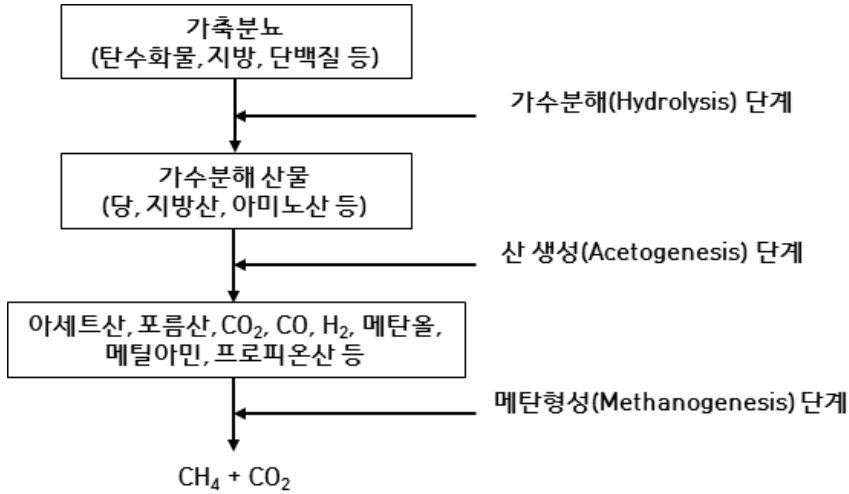 가축분뇨
(탄수화물, 지방, 단백질 등)
가수분해(Hydrolysis) 단계
가수분해 산물
(당, 지방산, 아미노산 등)
산 생성(Acetogenesis) 단계
아세트산, 포름산, CO₂, CO, H₂, 메탄올,
메틸아민, 프로피온산 등
메탄형성(Methanogenesis) 단계
CH₄ + CO₂